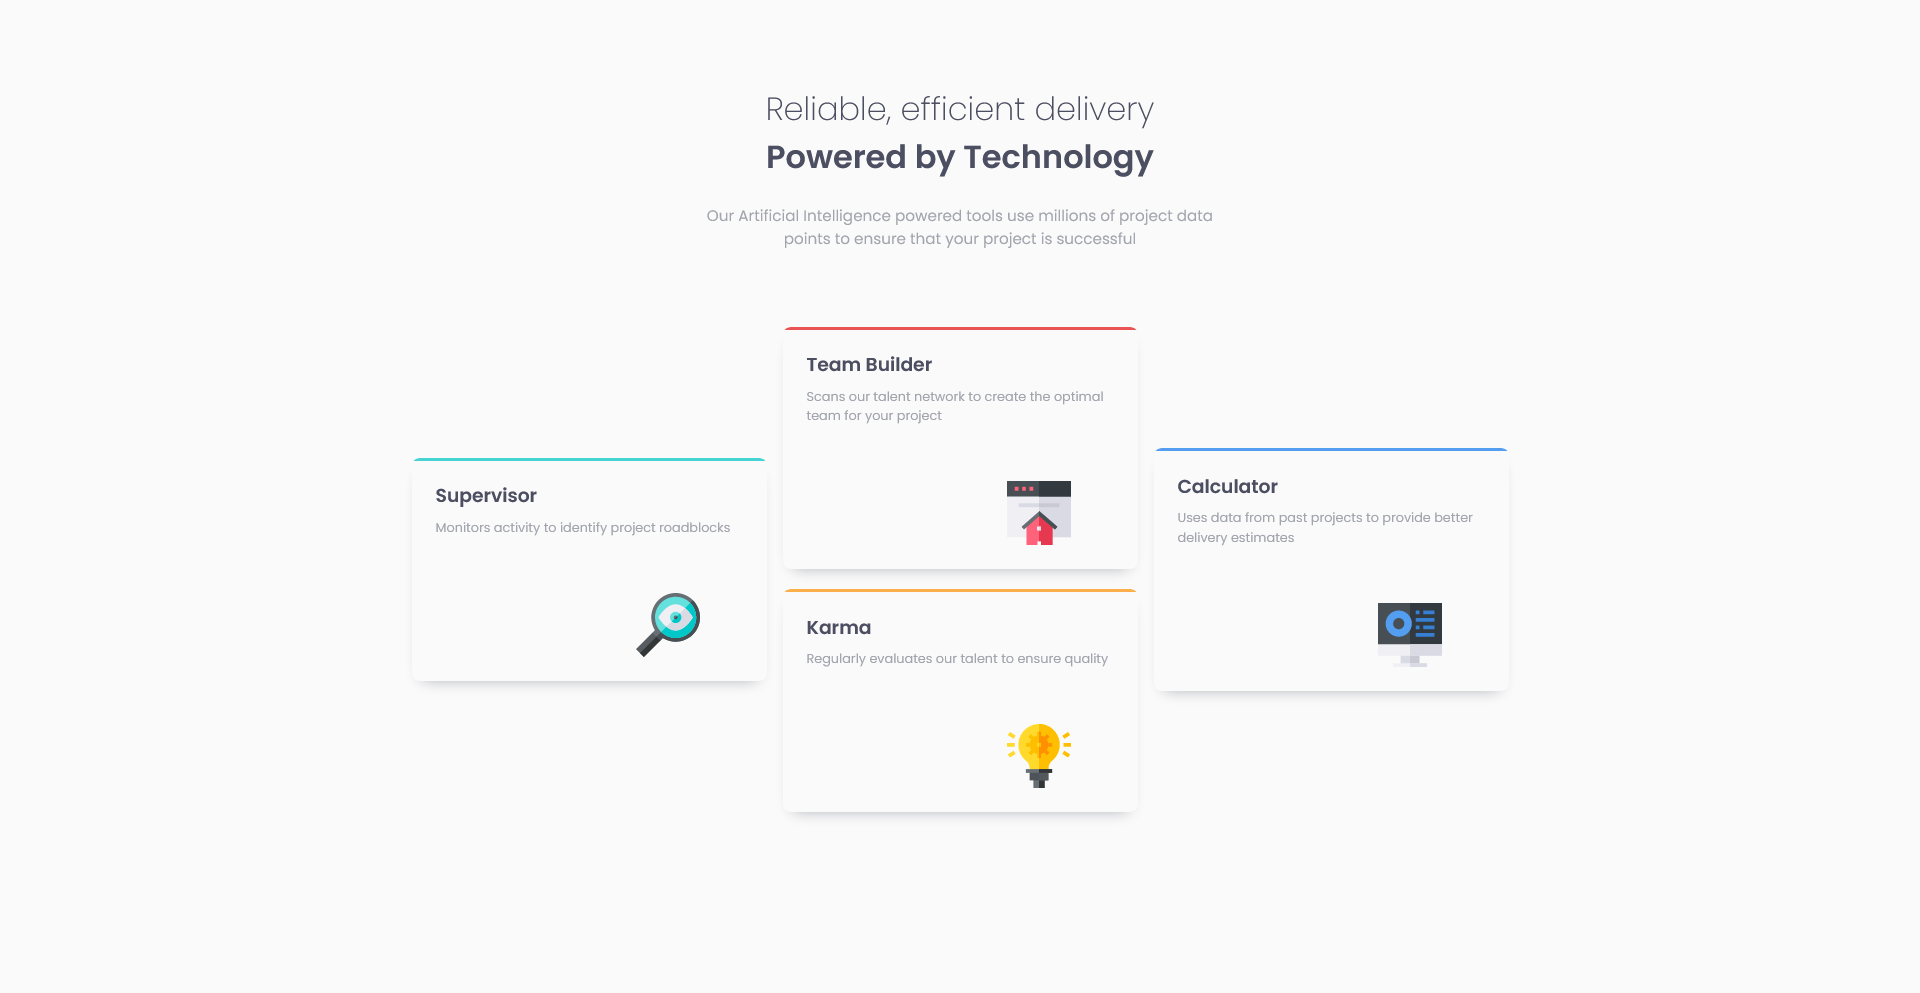 Reliable, efficient delivery
Powered by Technology
Our Artificial Intelligence powered tools use millions of project data
points to ensure that your project is successful
Supervisor
Monitors activity to identify project roadblocks
Team Builder
Scans our talent network to create the optimal
team for your project
Karma
Regularly evaluates our talent to ensure quality
Calculator
Uses data from past projects to provide better
delivery estimates